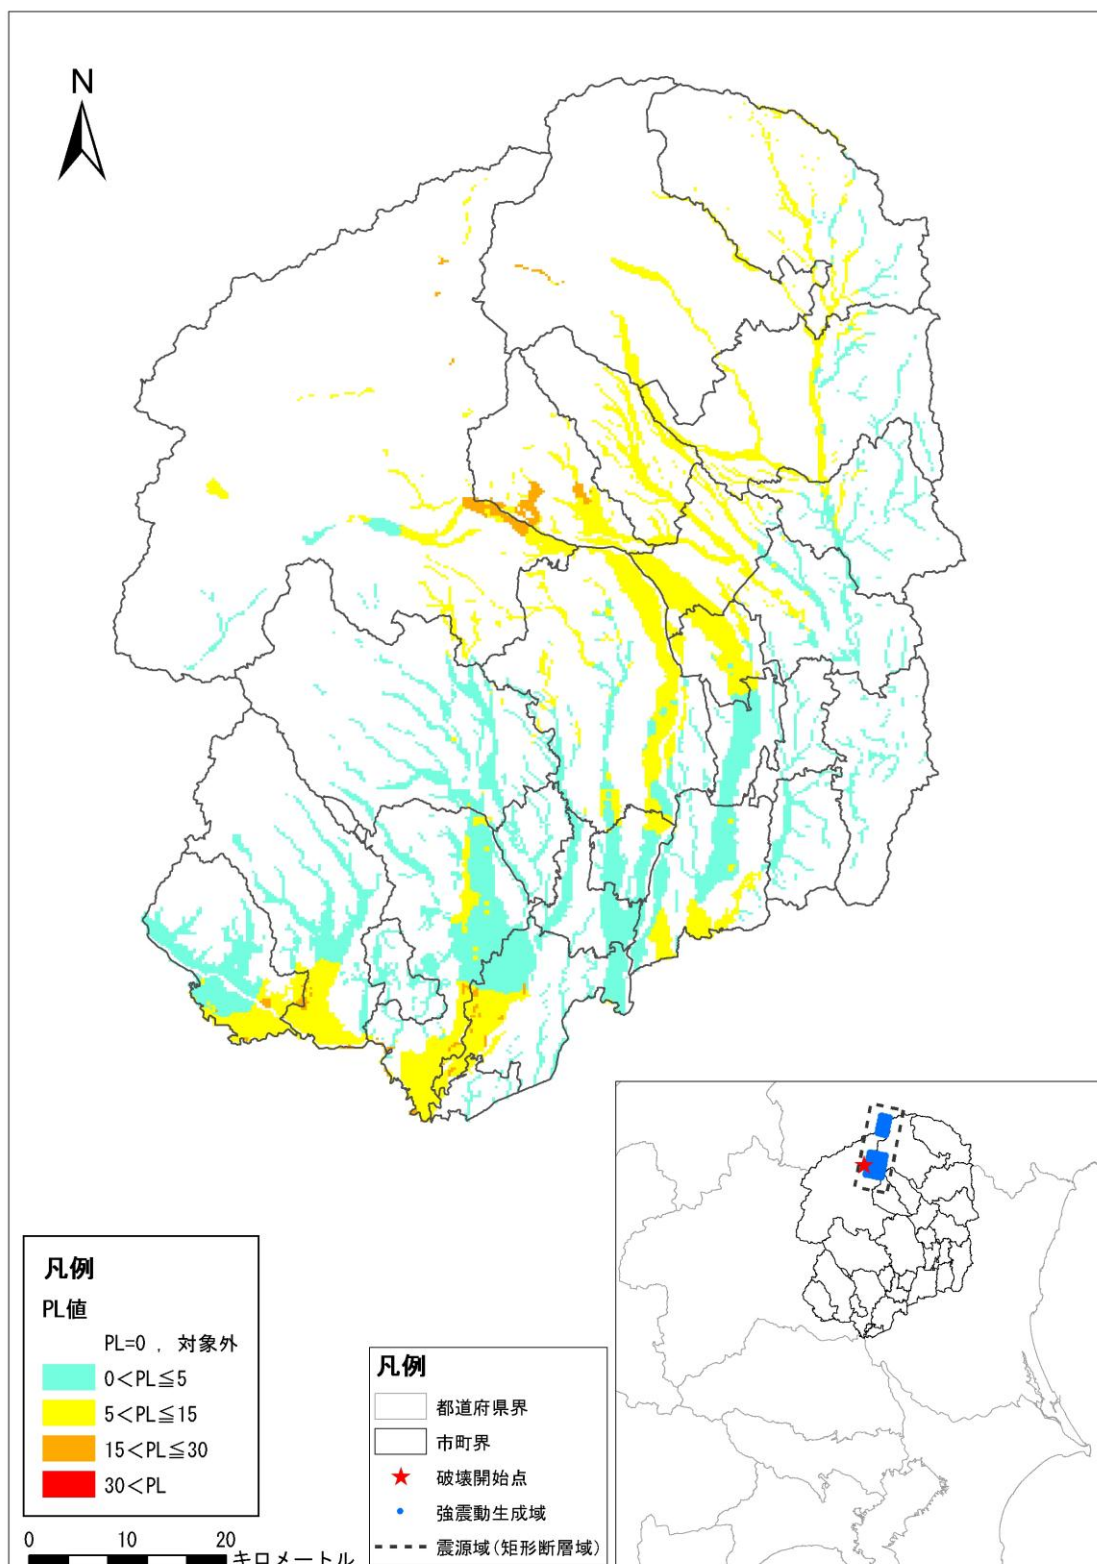 N
凡例
PL値
PL=0 , 対象外
0<PL≦5
5<PL≦15
15<PL≦30
30<PL
0 10 20
キロメートル
凡例
都道府県界
市町界
破壊開始点
強震動生成域
震源域(矩形断層域)